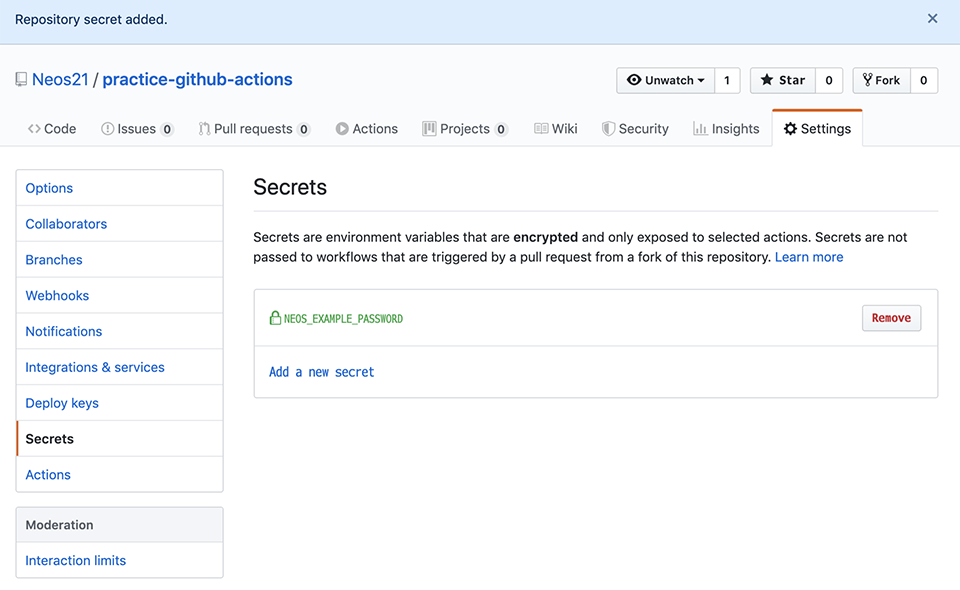 Repository secret added.
Neos21 / practice-github-actions
Unwatch 1 Star 0 Fork 0
Code Issues 0 Pull requests 0 Actions Projects 0 Wiki Security Insights Settings
Options
Collaborators
Branches
Webhooks
Notifications
Integrations & services
Deploy keys
Secrets
Actions
Moderation
Interaction limits
Secrets
Secrets are environment variables that are encrypted and only exposed to selected actions. Secrets are not
passed to workflows that are triggered by a pull request from a fork of this repository. Learn more
NEOS_EXAMPLE_PASSWORD Remove
Add a new secret